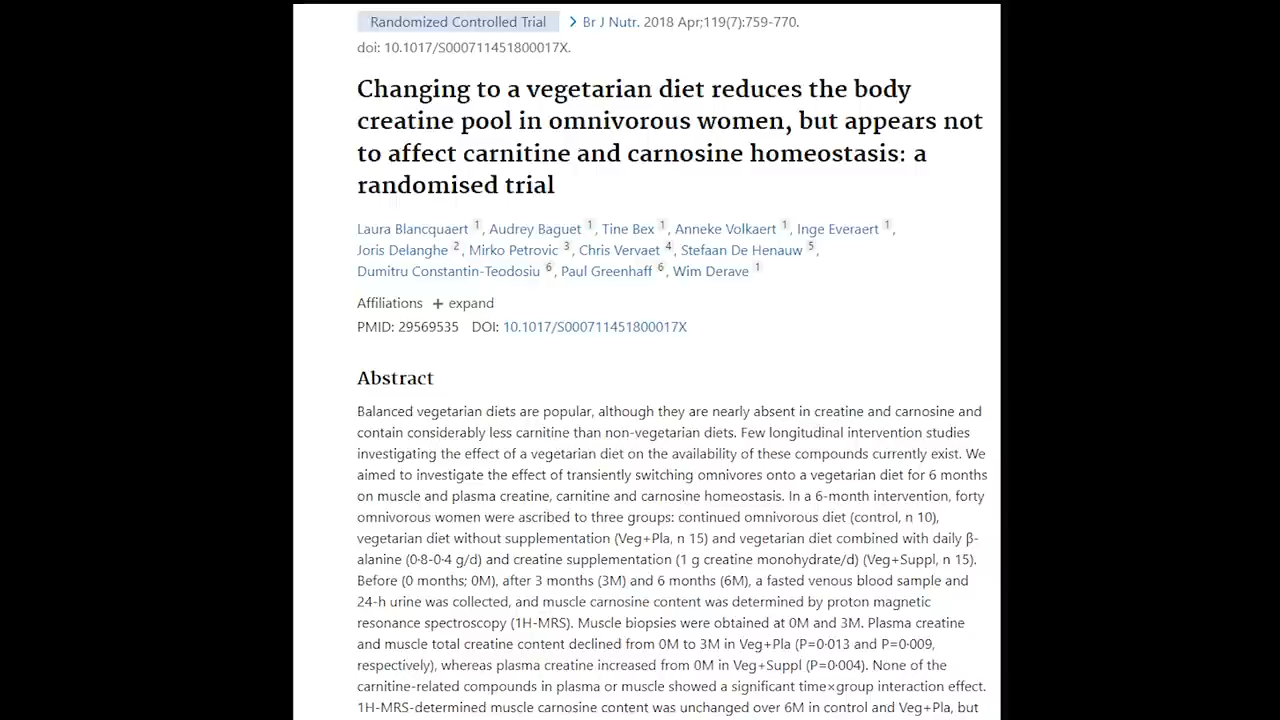 Randomized Controlled Trial > Br J Nutr. 2018 Apr;119(7):759-770.
doi: 10.1017/S000711451800017X.
Changing to a vegetarian diet reduces the body
creatine pool in omnivorous women, but appears not
to affect carnitine and carnosine homeostasis: a
randomised trial
Laura Blancquaert 1, Audrey Baguet 1, Tine Bex 1, Anneke Volkaert 1, Inge Everaert 1,
Joris Delanghe 2, Mirko Petrovic 3, Chris Vervaet 4, Stefaan De Henauw 5,
Dumitru Constantin-Teodosiu 6, Paul Greenhaff 6, Wim Derave 1
Affiliations + expand
PMID: 29569535 DOI: 10.1017/S000711451800017X
Abstract
Balanced vegetarian diets are popular, although they are nearly absent in creatine and carnosine and
contain considerably less carnitine than non-vegetarian diets. Few longitudinal intervention studies
investigating the effect of a vegetarian diet on the availability of these compounds currently exist. We
aimed to investigate the effect of transiently switching omnivores onto a vegetarian diet for 6 months
on muscle and plasma creatine, carnitine and carnosine homeostasis. In a 6-month intervention, forty
omnivorous women were ascribed to three groups: continued omnivorous diet (control, n 10),
vegetarian diet without supplementation (Veg+Pla, n 15) and vegetarian diet combined with daily β-
alanine (0·8-0·4 g/d) and creatine supplementation (1 g creatine monohydrate/d) (Veg+Suppl, n 15).
Before (0 months; 0M), after 3 months (3M) and 6 months (6M), a fasted venous blood sample and
24-h urine was collected, and muscle carnosine content was determined by proton magnetic
resonance spectroscopy (1H-MRS). Muscle biopsies were obtained at 0M and 3M. Plasma creatine
and muscle total creatine content declined from 0M to 3M in Veg+Pla (P=0·013 and P=0·009,
respectively), whereas plasma creatine increased from 0M in Veg+Suppl (P=0·004). None of the
carnitine-related compounds in plasma or muscle showed a significant time×group interaction effect.
1H-MRS-determined muscle carnosine content was unchanged over 6M in control and Veg+Pla, but